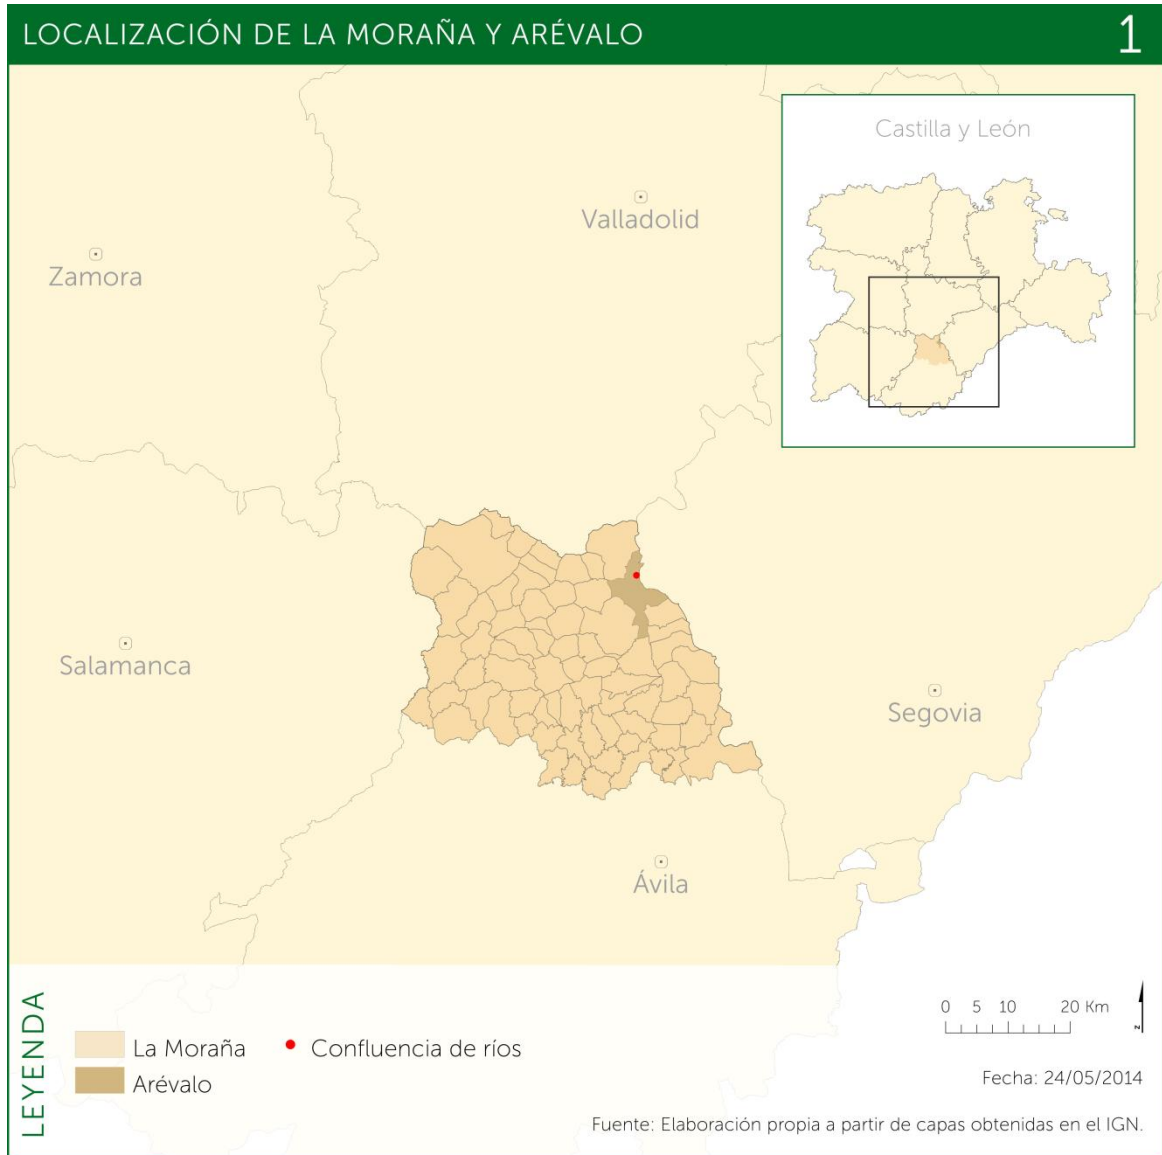 LOCALIZACIÓN DE LA MORAÑA Y ARÉVALO
1
Castilla y León
Valladolid
Zamora
Salamanca
Segovia
Ávila
LEYENDA
La Moraña
Confluencia de ríos
Arévalo
0 5 10 20 Km
N
Fecha: 24/05/2014
Fuente: Elaboración propia a partir de capas obtenidas en el IGN.